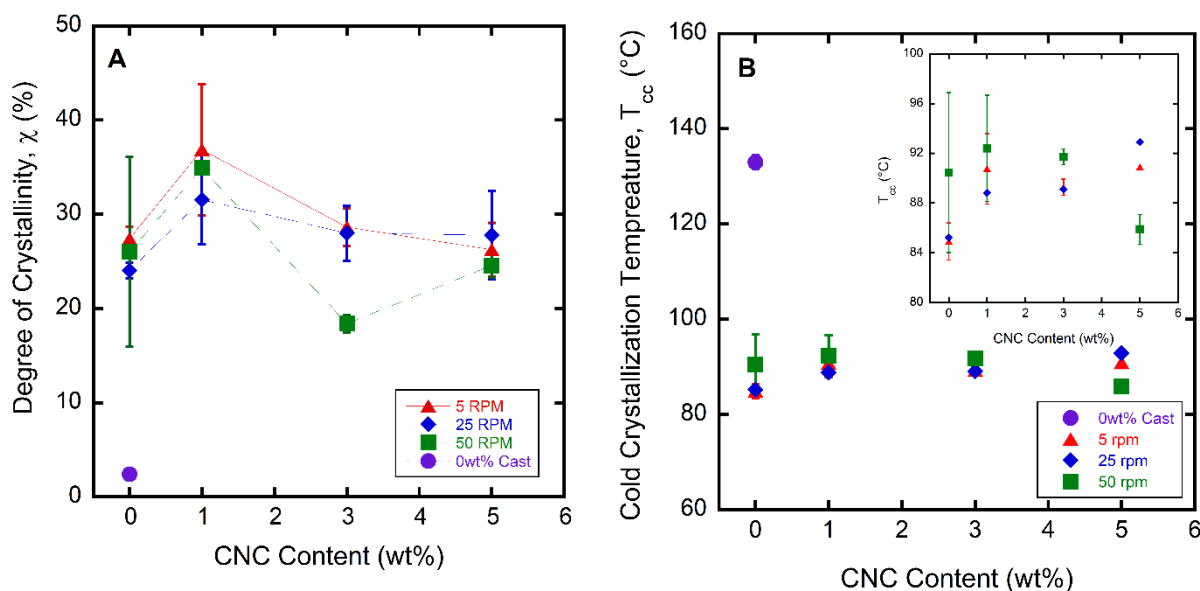 A
Degree of Crystallinity, χ (%)
50
40
30
20
10
0
0 1 2 3 4 5 6
CNC Content (wt%)
5 RPM
25 RPM
50 RPM
0wt% Cast
B
Cold Crystallization Tempreature, T_cc (°C)
160
140
120
100
80
60
0 1 2 3 4 5 6
CNC Content (wt%)
0wt% Cast
5 rpm
25 rpm
50 rpm
T_cc (°C)
100
96
92
88
84
80
0 1 2 3 4 5 6
CNC Content (wt%)